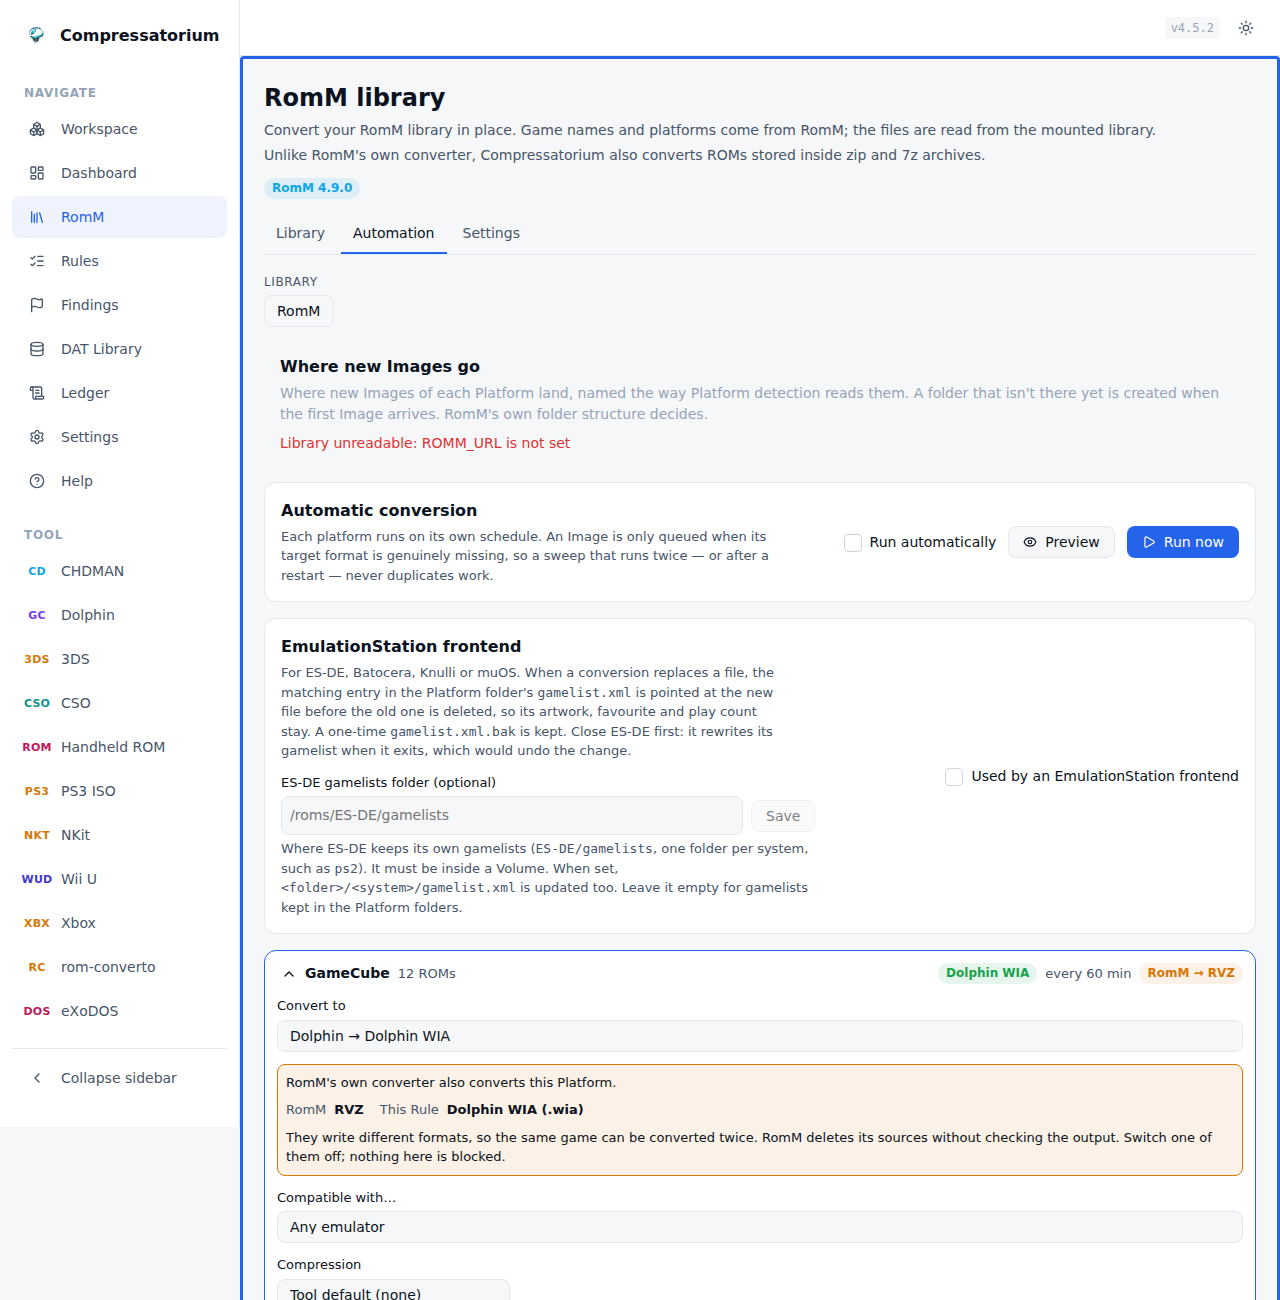 Compressatorium
v4.5.2
NAVIGATE
Workspace
Dashboard
RomM
Rules
Findings
DAT Library
Ledger
Settings
Help
TOOL
CD CHDMAN
GC Dolphin
3DS 3DS
CSO CSO
ROM Handheld ROM
PS3 PS3 ISO
NKT NKit
WUD Wii U
XBX Xbox
RC rom-converto
DOS eXoDOS
Collapse sidebar
RomM library
Convert your RomM library in place. Game names and platforms come from RomM; the files are read from the mounted library.
Unlike RomM's own converter, Compressatorium also converts ROMs stored inside zip and 7z archives.
RomM 4.9.0
Library Automation Settings
LIBRARY
RomM
Where new Images go
Where new Images of each Platform land, named the way Platform detection reads them. A folder that isn't there yet is created when
the first Image arrives. RomM's own folder structure decides.
Library unreadable: ROMM_URL is not set
Automatic conversion
Each platform runs on its own schedule. An Image is only queued when its
target format is genuinely missing, so a sweep that runs twice — or after a
restart — never duplicates work.
Run automatically Preview Run now
EmulationStation frontend
For ES-DE, Batocera, Knulli or muOS. When a conversion replaces a file, the
matching entry in the Platform folder's gamelist.xml is pointed at the new
file before the old one is deleted, so its artwork, favourite and play count
stay. A one-time gamelist.xml.bak is kept. Close ES-DE first: it rewrites its
gamelist when it exits, which would undo the change.
ES-DE gamelists folder (optional)
/roms/ES-DE/gamelists Save
Where ES-DE keeps its own gamelists (ES-DE/gamelists, one folder per system,
such as ps2). It must be inside a Volume. When set,
<folder>/<system>/gamelist.xml is updated too. Leave it empty for gamelists
kept in the Platform folders.
Used by an EmulationStation frontend
GameCube 12 ROMs Dolphin WIA every 60 min RomM → RVZ
Convert to
Dolphin → Dolphin WIA
RomM's own converter also converts this Platform.
RomM RVZ This Rule Dolphin WIA (.wia)
They write different formats, so the same game can be converted twice. RomM deletes its sources without checking the output. Switch one of
them off; nothing here is blocked.
Compatible with…
Any emulator
Compression
Tool default (none)